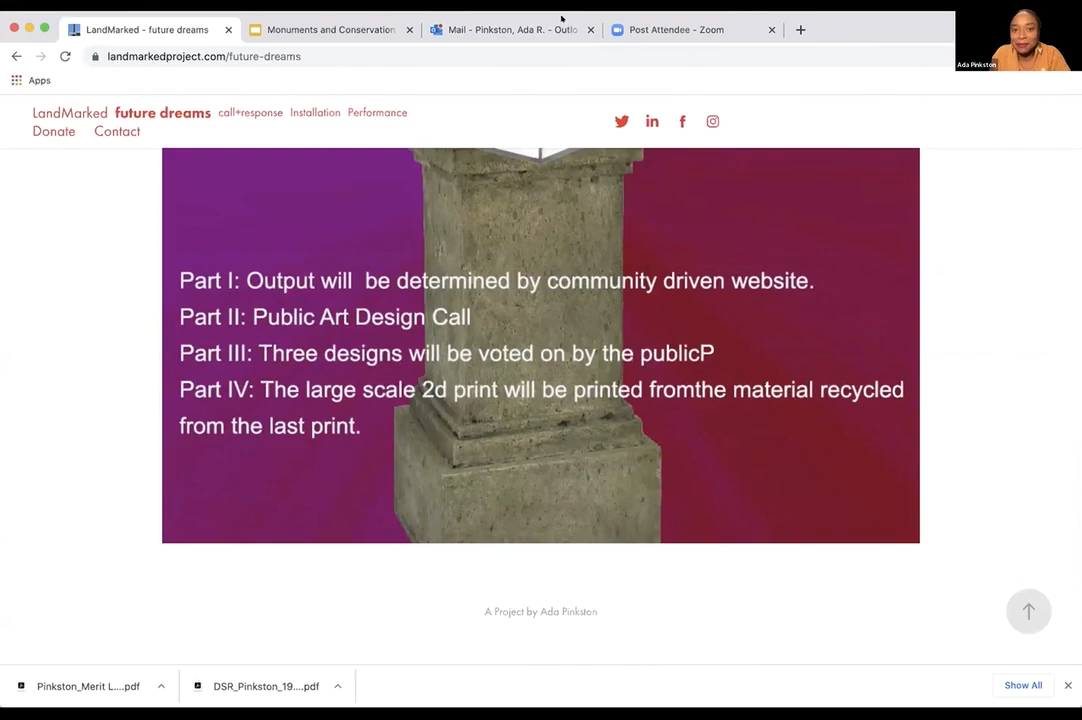 LandMarked - future dreams
Monuments and Conservation
Mail - Pinkston, Ada R. - Outlo
Post Attendee - Zoom
Ada Pinkston
landmarkedproject.com/future-dreams
Apps
LandMarked future dreams call+response Installation Performance
Donate Contact
Part I: Output will be determined by community driven website.
Part II: Public Art Design Call
Part III: Three designs will be voted on by the publicP
Part IV: The large scale 2d print will be printed fromthe material recycled
from the last print.
A Project by Ada Pinkston
Pinkston_Merit L....pdf
DSR_Pinkston_19....pdf
Show All